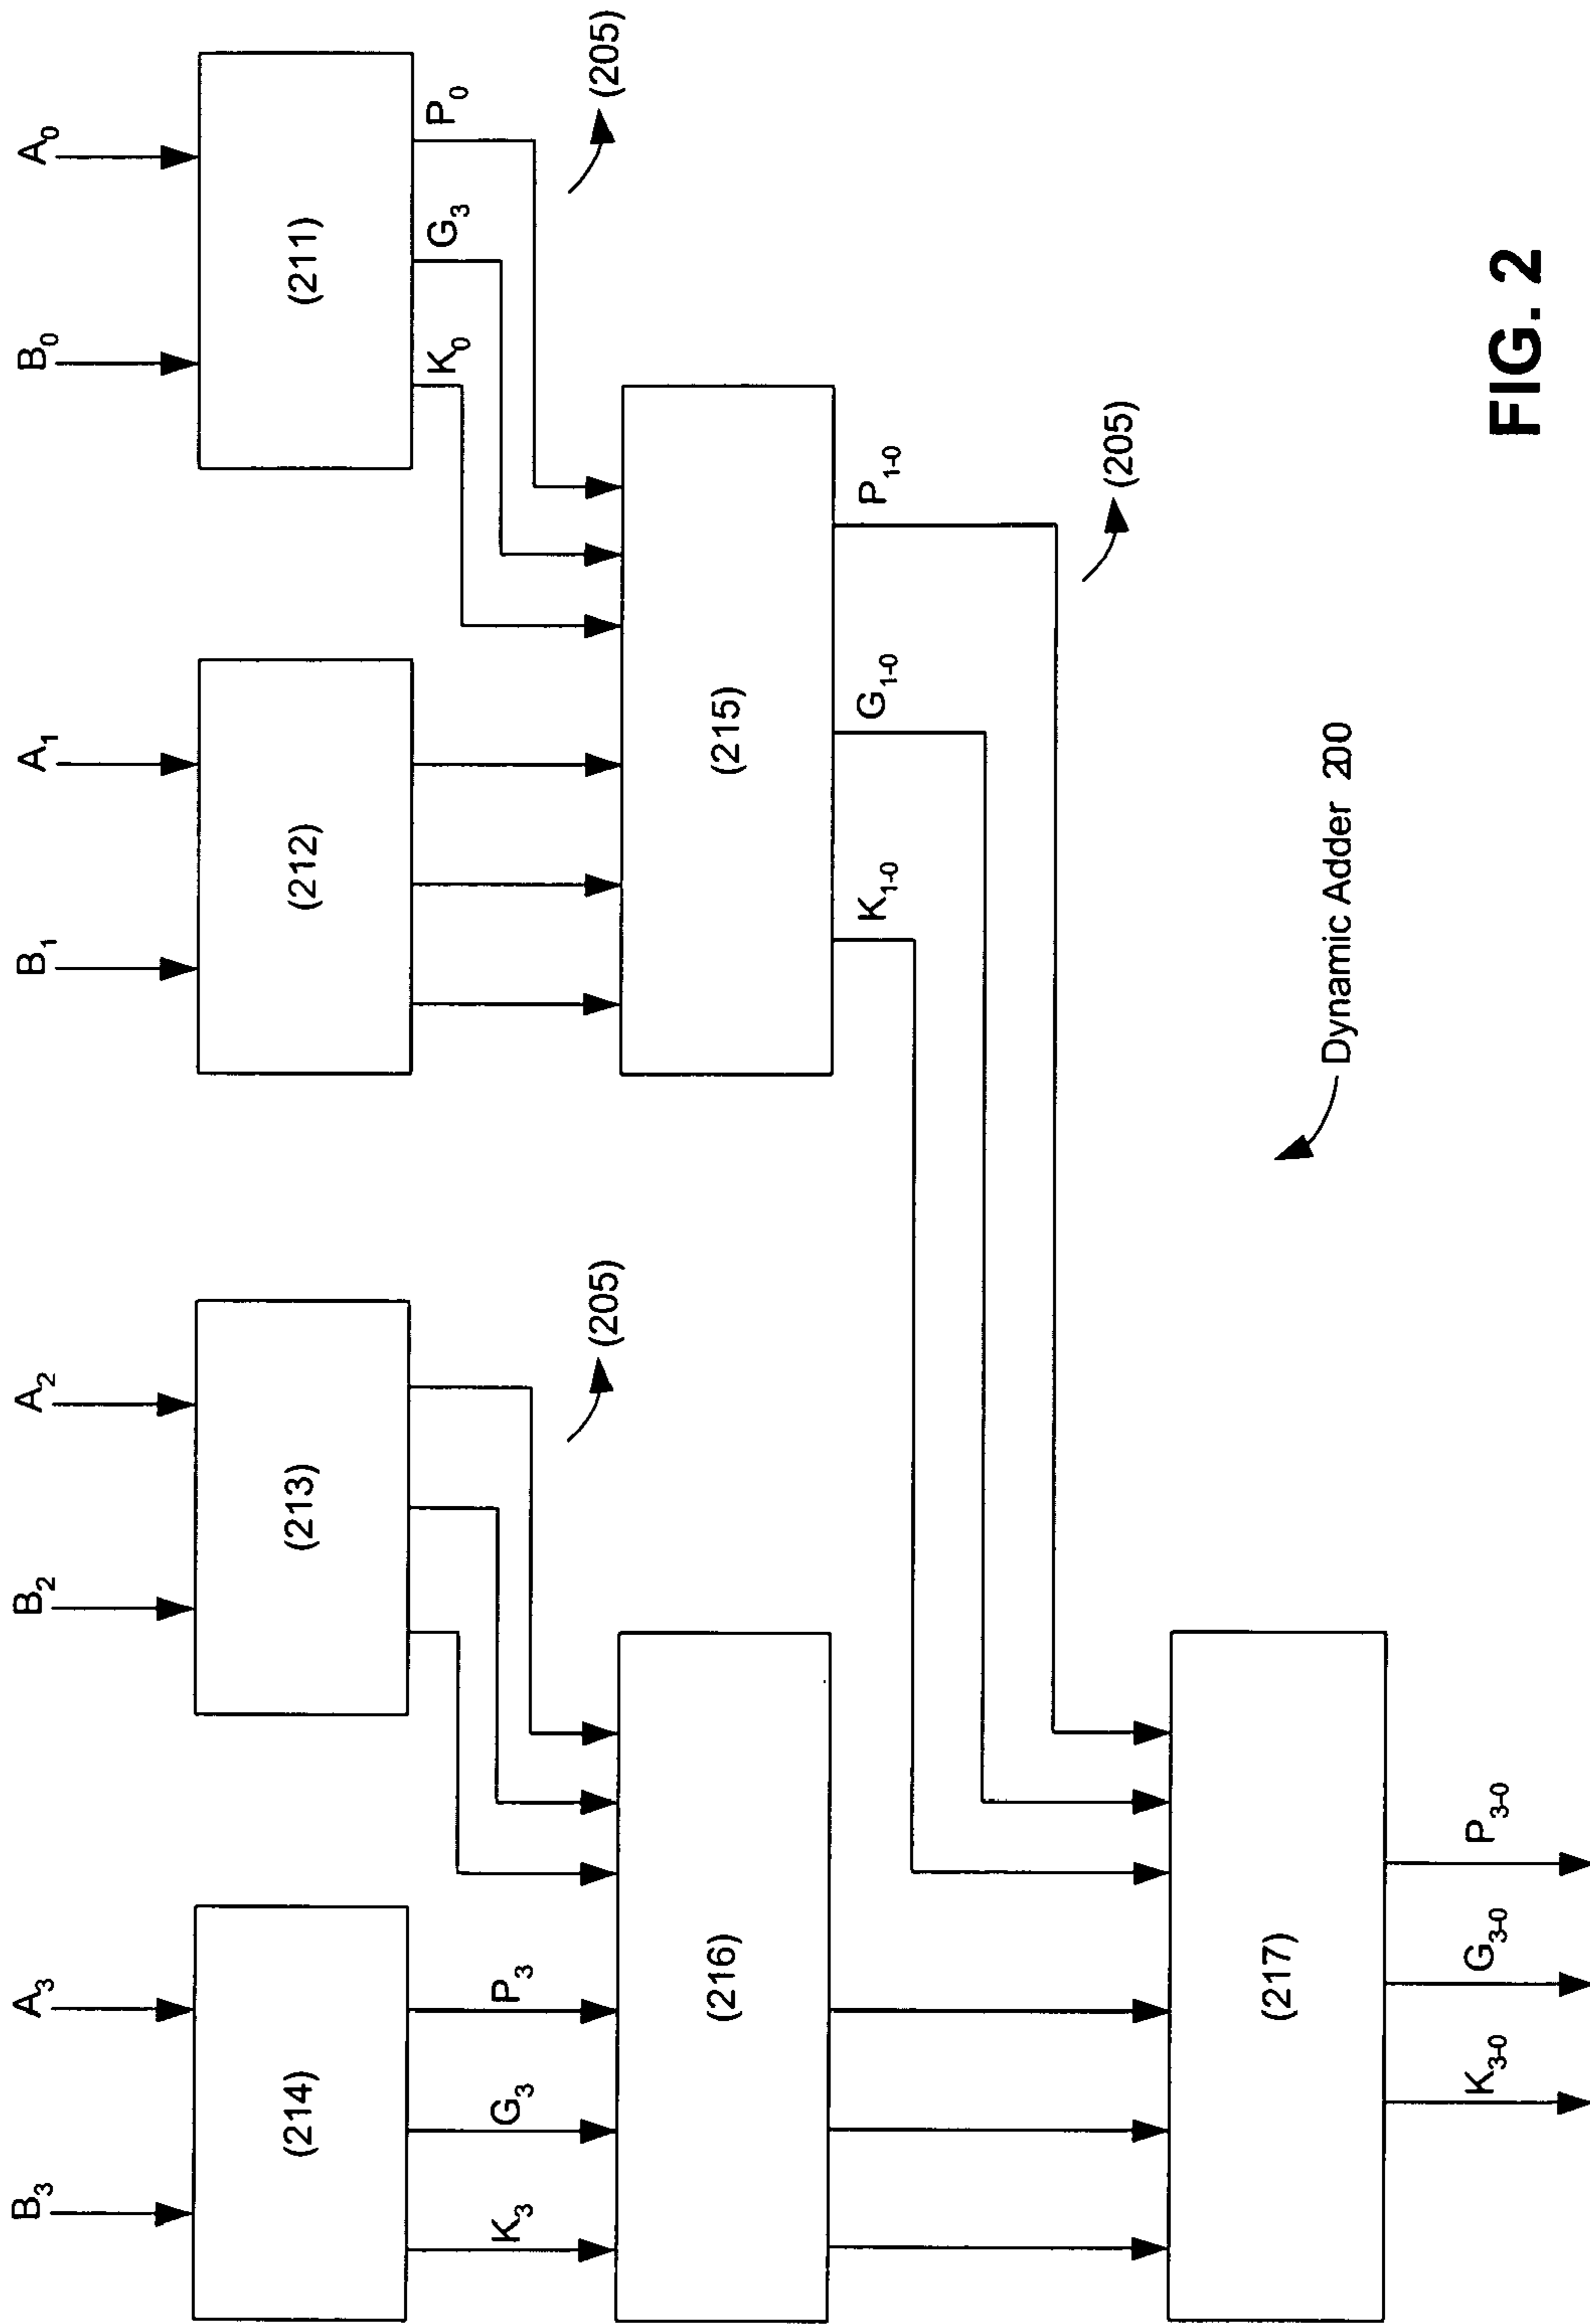 B₃
A₃
B₂
A₂
B₁
A₁
B₀
A₀
(214)
(213)
(212)
(211)
K₃
G₃
P₃
K₀
G₃
P₀
(205)
(205)
(216)
(215)
K₁₋₀
G₁₋₀
P₁₋₀
(205)
(217)
K₃₋₀
G₃₋₀
P₃₋₀
Dynamic Adder 200
FIG. 2